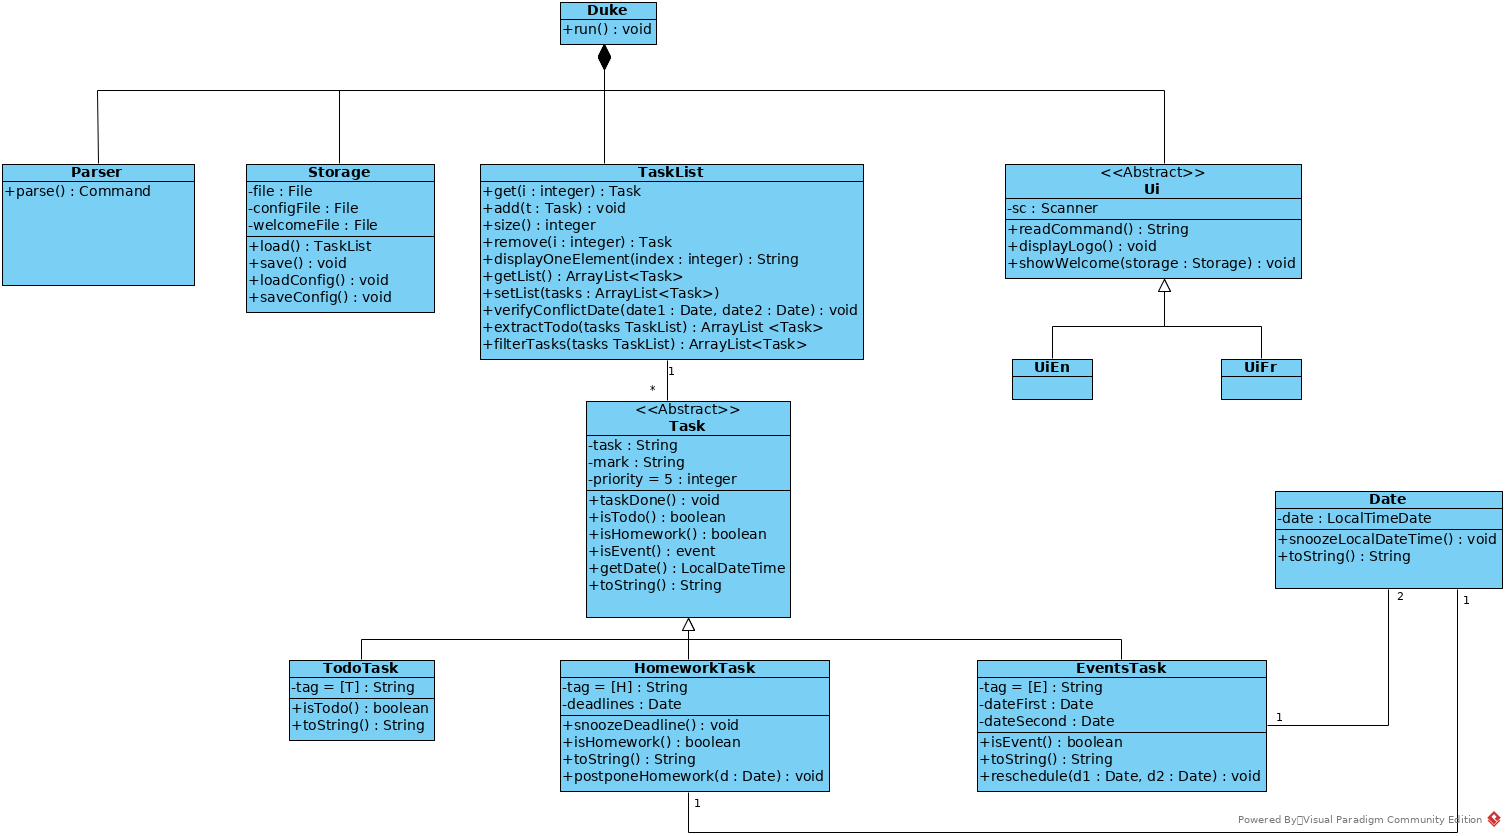 Duke
+run() : void
Parser
+parse() : Command
Storage
-file : File
-configFile : File
-welcomeFile : File
+load() : TaskList
+save() : void
+loadConfig() : void
+saveConfig() : void
TaskList
+get(i : integer) : Task
+add(t : Task) : void
+size() : integer
+remove(i : integer) : Task
+displayOneElement(index : integer) : String
+getList() : ArrayList<Task>
+setList(tasks : ArrayList<Task>)
+verifyConflictDate(date1 : Date, date2 : Date) : void
+extractTodo(tasks TaskList) : ArrayList <Task>
+filterTasks(tasks TaskList) : ArrayList<Task>
<<Abstract>>
Ui
-sc : Scanner
+readCommand() : String
+displayLogo() : void
+showWelcome(storage : Storage) : void
UiEn
UiFr
1
*
<<Abstract>>
Task
-task : String
-mark : String
-priority = 5 : integer
+taskDone() : void
+isTodo() : boolean
+isHomework() : boolean
+isEvent() : event
+getDate() : LocalDateTime
+toString() : String
Date
-date : LocalTimeDate
+snoozeLocalDateTime() : void
+toString() : String
2
1
TodoTask
-tag = [T] : String
+isTodo() : boolean
+toString() : String
HomeworkTask
-tag = [H] : String
-deadlines : Date
+snoozeDeadline() : void
+isHomework() : boolean
+toString() : String
+postponeHomework(d : Date) : void
1
EventsTask
-tag = [E] : String
-dateFirst : Date
-dateSecond : Date
+isEvent() : boolean
+toString() : String
+reschedule(d1 : Date, d2 : Date) : void
1
Powered By Visual Paradigm Community Edition